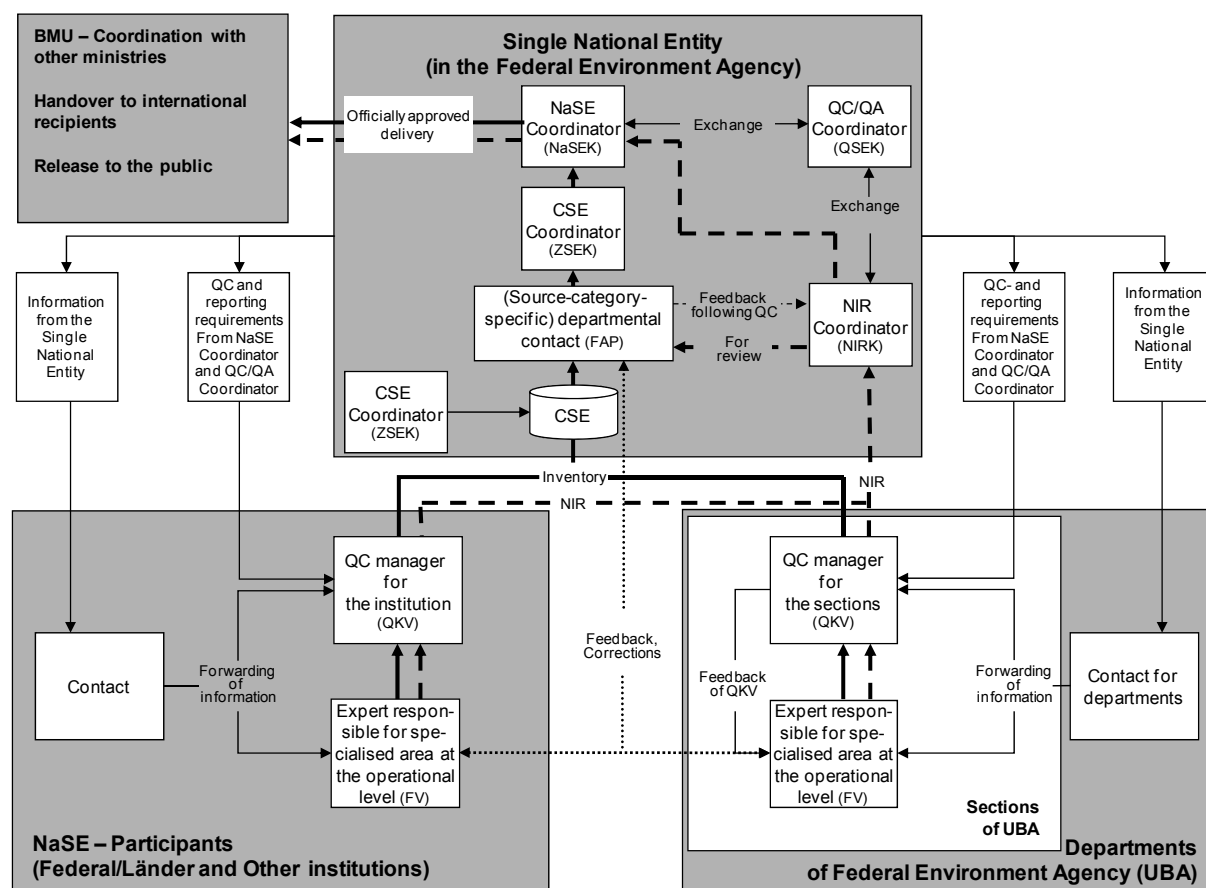 BMU – Coordination with
other ministries
Handover to international
recipients
Release to the public
Single National Entity
(in the Federal Environment Agency)
Officially approved
delivery
NaSE
Coordinator
(NaSEK)
Exchange
QC/QA
Coordinator
(QSEK)
CSE
Coordinator
(ZSEK)
Exchange
(Source-category-
specific) departmental
contact (FAP)
Feedback
following QC
For
review
NIR
Coordinator
(NIRK)
CSE
Coordinator
(ZSEK)
CSE
Information
from the Single
National
Entity
QC and
reporting
requirements
From NaSE
Coordinator
and QC/QA
Coordinator
QC- and
reporting
requirements
From NaSE
Coordinator
and QC/QA
Coordinator
Information
from the
Single
National
Entity
Inventory
NIR
NIR
QC manager
for
the institution
(QKV)
QC manager
for
the sections
(QKV)
Feedback,
Corrections
Contact
Forwarding
of
information
Expert respon-
sible for spe-
cialised area at
the operational
level (FV)
Feedback
of QKV
Expert respon-
sible for spe-
cialised area at
the operational
level (FV)
Forwarding
of
information
Contact for
departments
Sections
of UBA
NaSE – Participants
(Federal/Länder and Other institutions)
Departments
of Federal Environment Agency (UBA)